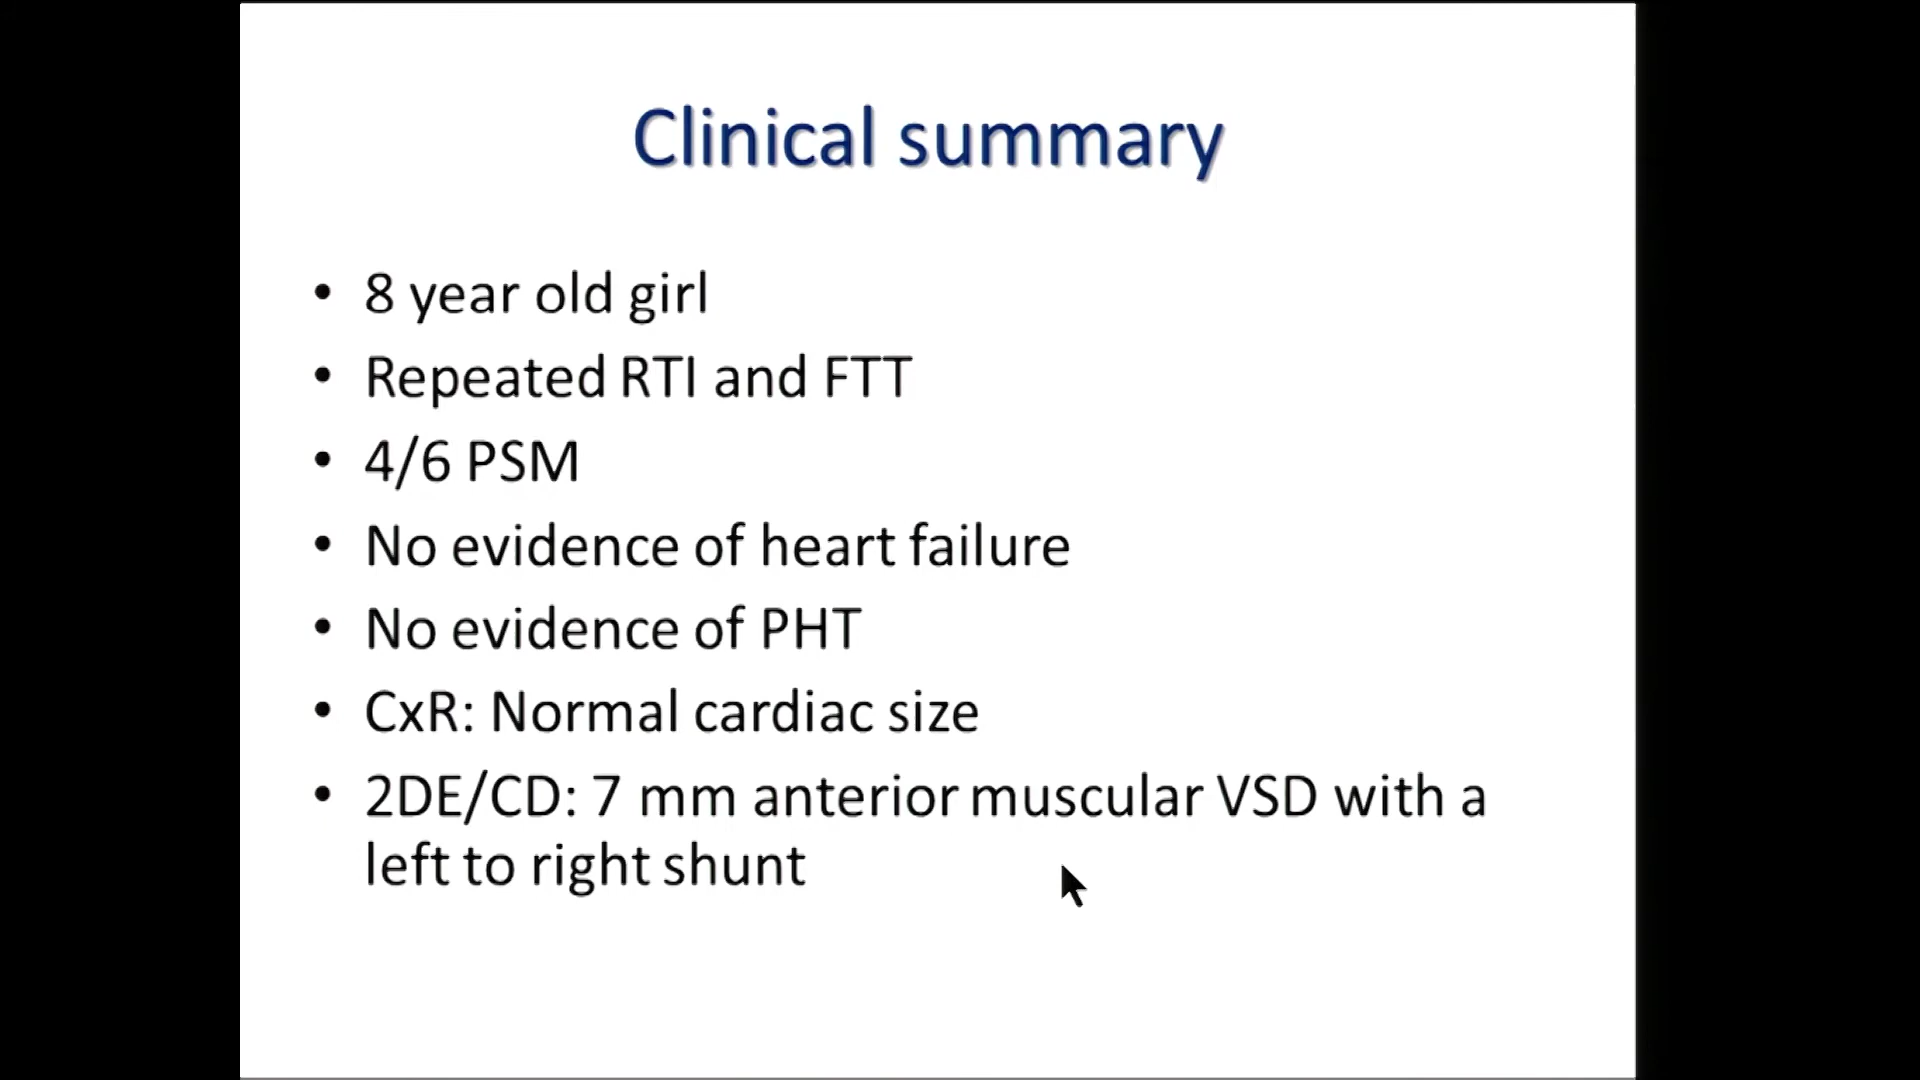 Clinical summary
• 8 year old girl
• Repeated RTI and FTT
• 4/6 PSM
• No evidence of heart failure
• No evidence of PHT
• CxR: Normal cardiac size
• 2DE/CD: 7 mm anterior muscular VSD with a
left to right shunt